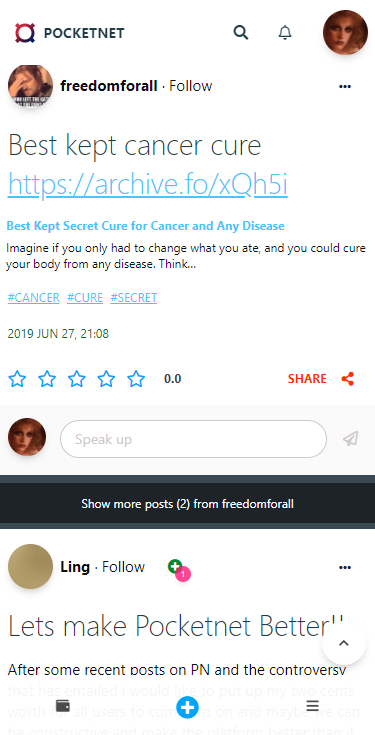 POCKETNET
freedomforall · Follow
Best kept cancer cure
https://archive.fo/xQh5i
Best Kept Secret Cure for Cancer and Any Disease
Imagine if you only had to change what you ate, and you could cure
your body from any disease. Think...
#CANCER #CURE #SECRET
2019 JUN 27, 21:08
0.0 SHARE
Speak up
Show more posts (2) from freedomforall
Ling · Follow
1
Lets make Pocketnet Better!!
After some recent posts on PN and the controversy
that has entailed i would like to put up my two cents
worth for all users to comment on and maybe we can
be constructive and make the platform better than it